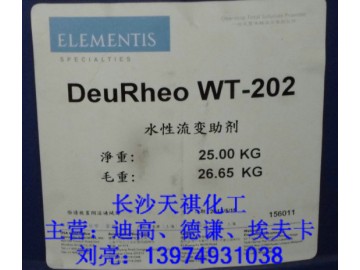 ELEMENTIS
SPECIALTIES
DeuRheo WT-202
水性流变助剂
淨重： 25.00 KG
毛重： 26.65 KG
156011
长沙天祺化工
主营：迪高、德谦、埃夫卡
刘亮：13974931038